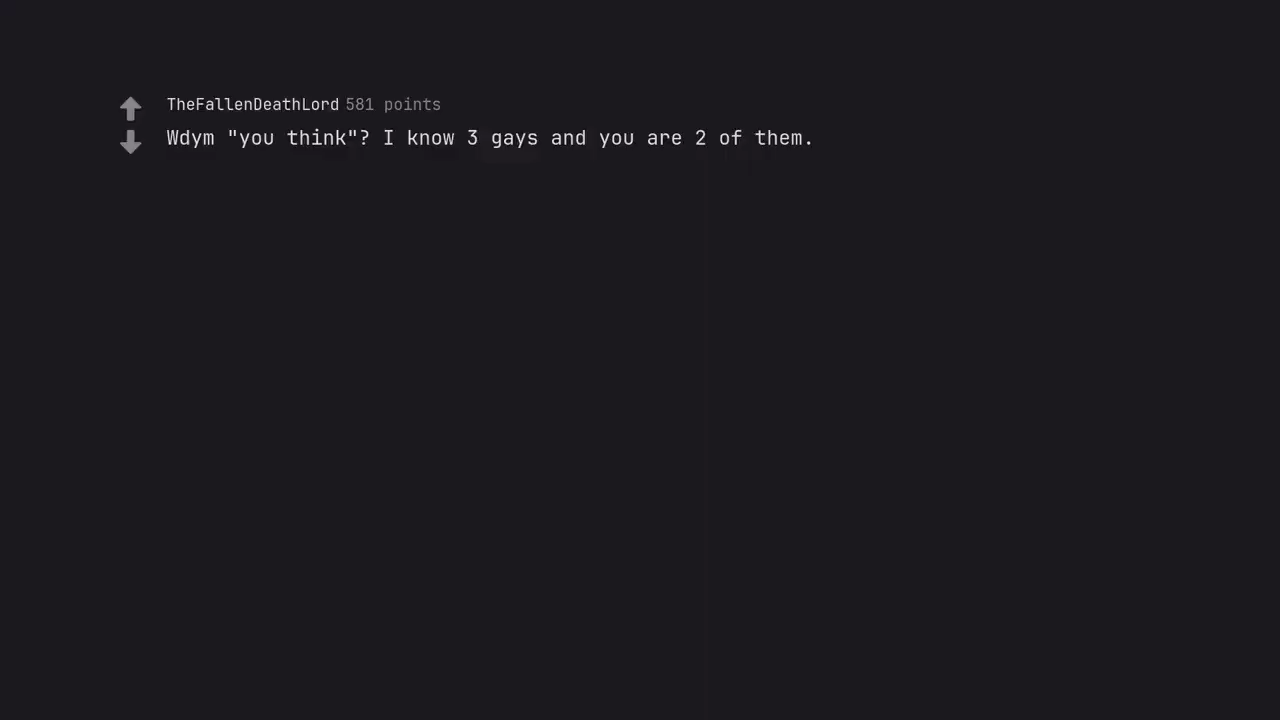 TheFallenDeathLord 581 points
Wdym "you think"? I know 3 gays and you are 2 of them.